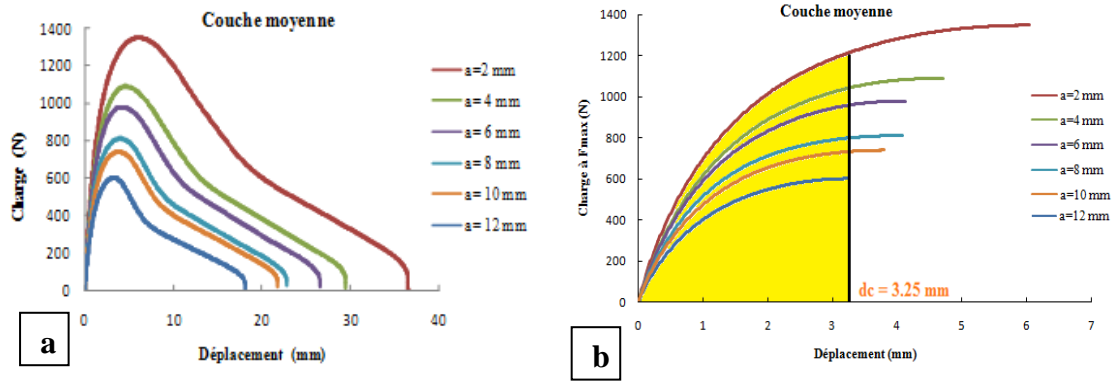 Couche moyenne
1400
1200
1000
800
600
400
200
0
0 10 20 30 40
Charge (N)
Déplacement (mm)
a=2 mm
a=4 mm
a=6 mm
a=8 mm
a=10 mm
a= 12 mm
a
Couche moyenne
1400
1200
1000
800
600
400
200
0
0 1 2 3 4 5 6 7
Charge à Fmax (N)
Déplacement (mm)
dc = 3.25 mm
a=2 mm
a=4 mm
a=6 mm
a=8 mm
a=10 mm
a=12 mm
b